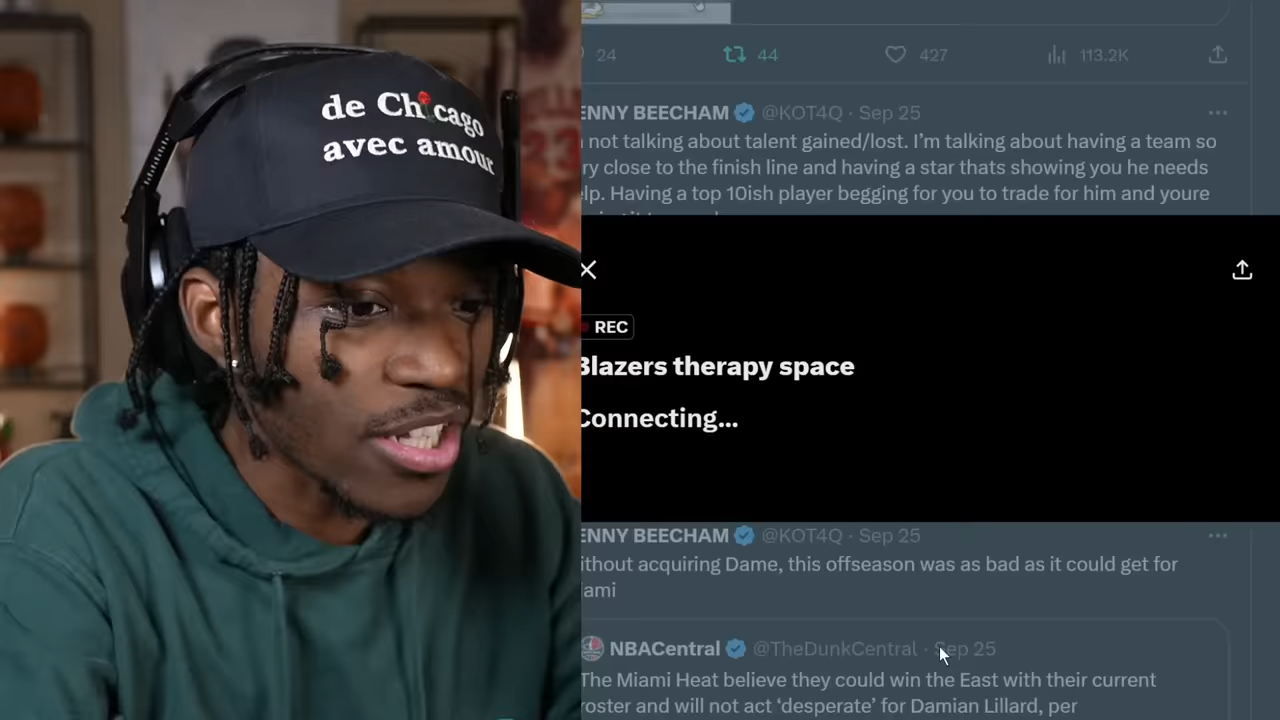 de Chicago
avec amour
24
44
427
113.2K
ENNY BEECHAM @KOT4Q · Sep 25
not talking about talent gained/lost. I'm talking about having a team so
ry close to the finish line and having a star thats showing you he needs
elp. Having a top 10ish player begging for you to trade for him and youre
REC
Blazers therapy space
Connecting...
ENNY BEECHAM @KOT4Q · Sep 25
ithout acquiring Dame, this offseason was as bad as it could get for
ami
NBACentral @TheDunkCentral · Sep 25
The Miami Heat believe they could win the East with their current
roster and will not act 'desperate' for Damian Lillard, per